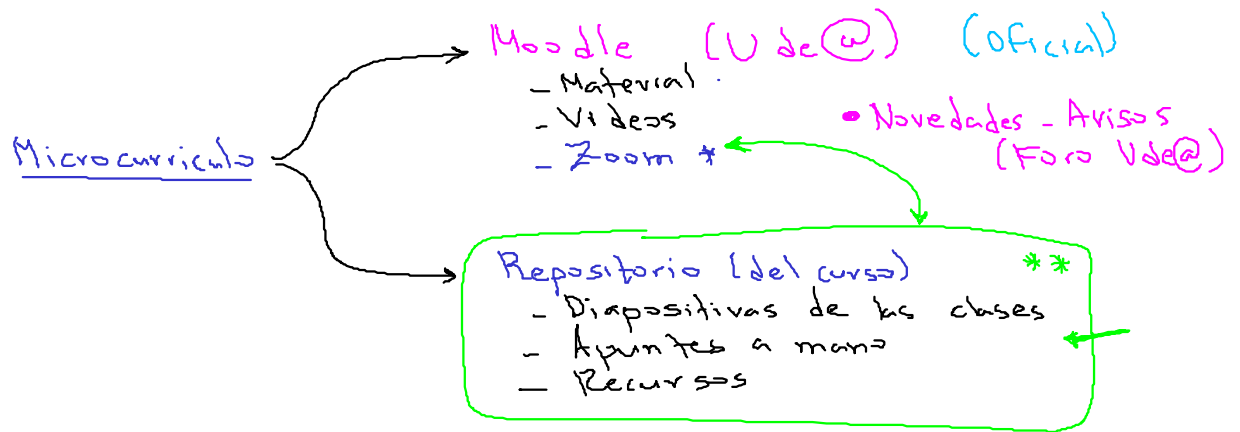 Moodle (Ude@) (Oficial)
- Material
- Videos
• Novedades - Avisos
- Zoom *
(Foro Ude@)
Microcurriculo
Repositorio (del curso) **
- Diapositivas de las clases
- Apuntes a mano
- Recursos